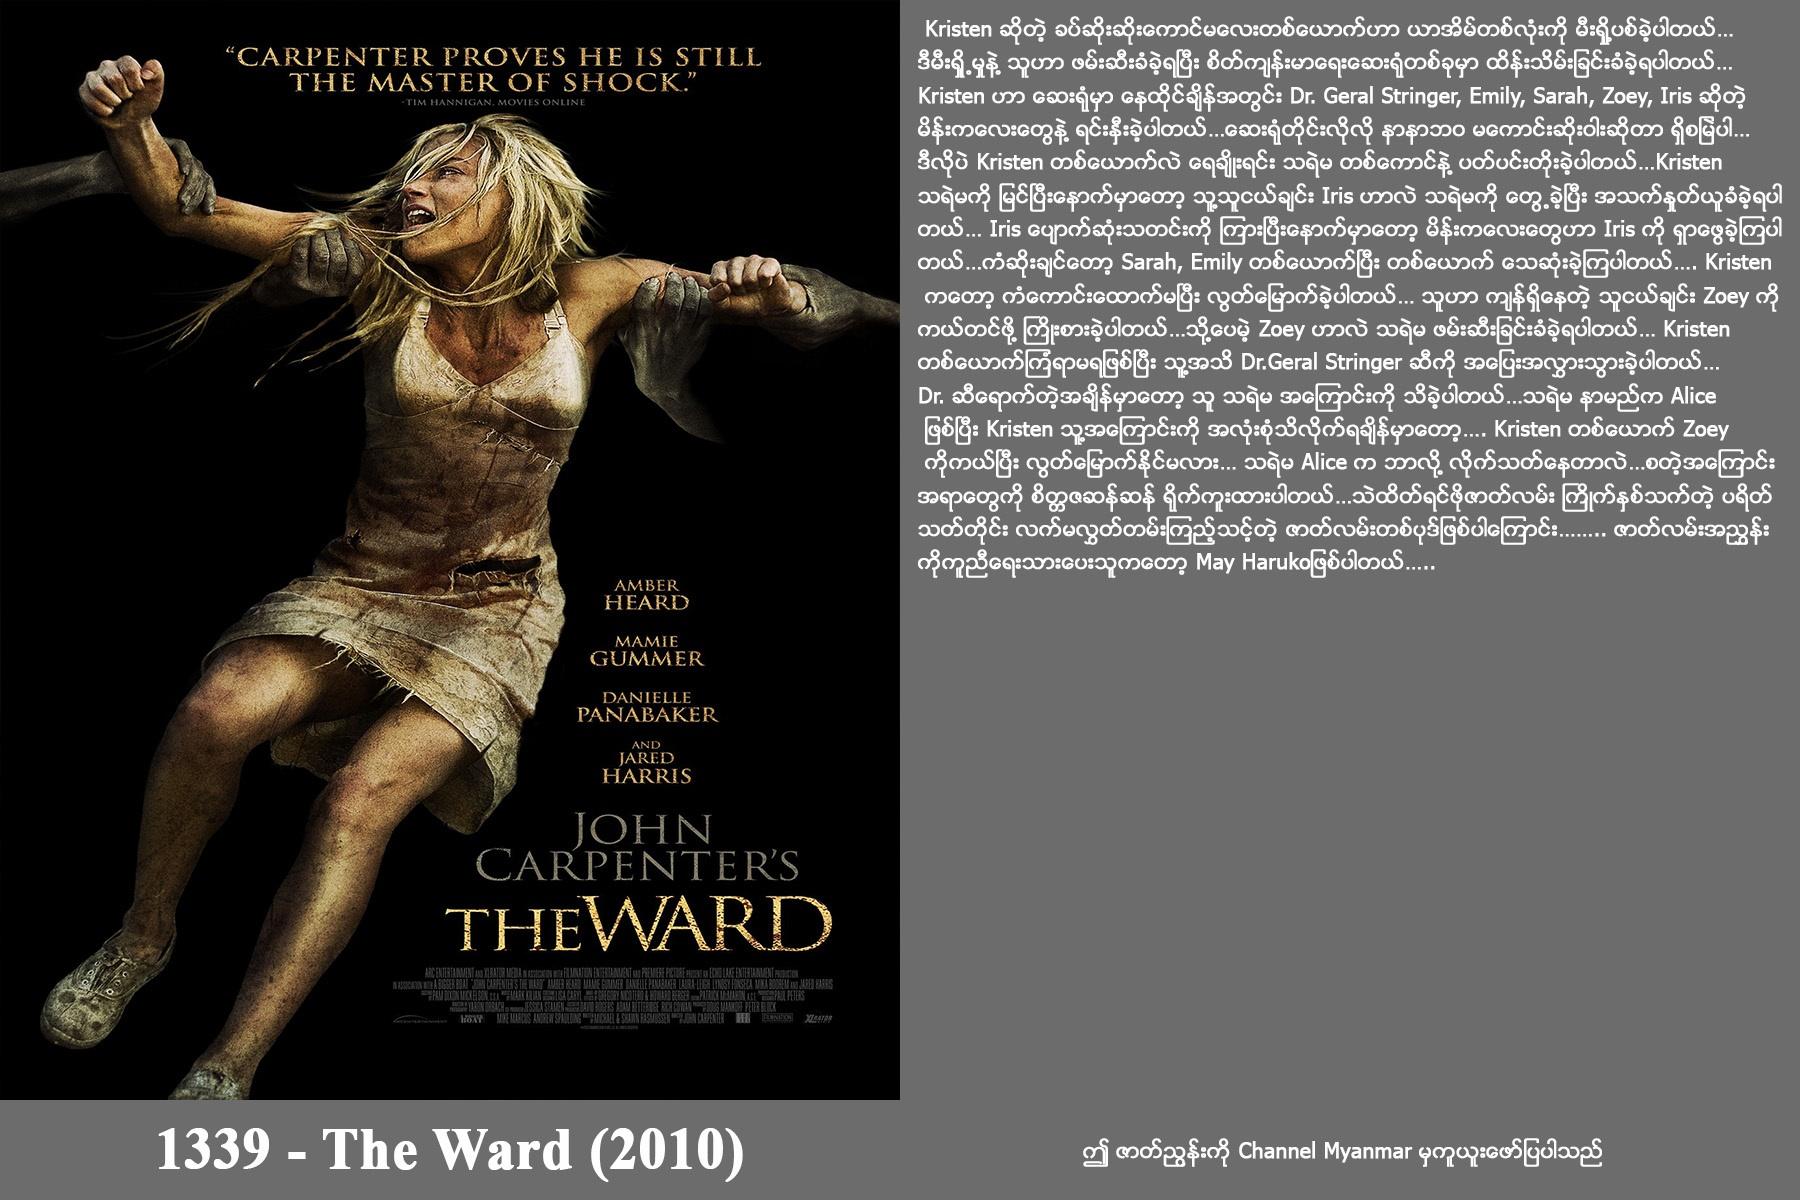 “CARPENTER PROVES HE IS STILL
THE MASTER OF SHOCK.”
-TIM HANNIGAN, MOVIES ONLINE
AMBER
HEARD
MAMIE
GUMMER
DANIELLE
PANABAKER
AND
JARED
HARRIS
JOHN
CARPENTER'S
THE WARD
1339 - The Ward (2010)
Kristen ဆိုတဲ့ ခပ်ဆိုးဆိုးကောင်မလေးတစ်ယောက်ဟာ ယာအိမ်တစ်လုံးကို မီးရှို့ပစ်ခဲ့ပါတယ်...
ဒီမီးရှို့မှုနဲ့ သူဟာ ဖမ်းဆီးခံခဲ့ရပြီး စိတ်ကျန်းမာရေးဆေးရုံတစ်ခုမှာ ထိန်းသိမ်းခြင်းခံခဲ့ရပါတယ်...
Kristen ဟာ ဆေးရုံမှာ နေထိုင်ချိန်အတွင်း Dr. Geral Stringer, Emily, Sarah, Zoey, Iris ဆိုတဲ့
မိန်းကလေးတွေနဲ့ ရင်းနှီးခဲ့ပါတယ်...ဆေးရုံတိုင်းလိုလို နာနာဘဝ မကောင်းဆိုးဝါးဆိုတာ ရှိစမြဲပါ...
ဒီလိုပဲ Kristen တစ်ယောက်လဲ ရေချိုးရင်း သရဲမ တစ်ကောင်နဲ့ ပတ်ပင်းတိုးခဲ့ပါတယ်...Kristen
သရဲမကို မြင်ပြီးနောက်မှာတော့ သူ့သူငယ်ချင်း Iris ဟာလဲ သရဲမကို တွေ့ခဲ့ပြီး အသက်နှုတ်ယူခံခဲ့ရပါ
တယ်... Iris ပျောက်ဆုံးသတင်းကို ကြားပြီးနောက်မှာတော့ မိန်းကလေးတွေဟာ Iris ကို ရှာဖွေခဲ့ကြပါ
တယ်...ကံဆိုးချင်တော့ Sarah, Emily တစ်ယောက်ပြီး တစ်ယောက် သေဆုံးခဲ့ကြပါတယ်.... Kristen
ကတော့ ကံကောင်းထောက်မပြီး လွတ်မြောက်ခဲ့ပါတယ်... သူဟာ ကျန်ရှိနေတဲ့ သူငယ်ချင်း Zoey ကို
ကယ်တင်ဖို့ ကြိုးစားခဲ့ပါတယ်...သို့ပေမဲ့ Zoey ဟာလဲ သရဲမ ဖမ်းဆီးခြင်းခံခဲ့ရပါတယ်... Kristen
တစ်ယောက်ကြံရာမရဖြစ်ပြီး သူ့အသိ Dr.Geral Stringer ဆီကို အပြေးအလွှားသွားခဲ့ပါတယ်...
Dr. ဆီရောက်တဲ့အချိန်မှာတော့ သူ သရဲမ အကြောင်းကို သိခဲ့ပါတယ်...သရဲမ နာမည်က Alice
ဖြစ်ပြီး Kristen သူ့အကြောင်းကို အလုံးစုံသိလိုက်ရချိန်မှာတော့.... Kristen တစ်ယောက် Zoey
ကိုကယ်ပြီး လွတ်မြောက်နိုင်မလား... သရဲမ Alice က ဘာလို့ လိုက်သတ်နေတာလဲ...စတဲ့အကြောင်း
အရာတွေကို စိတ္တဇဆန်ဆန် ရိုက်ကူးထားပါတယ်...သဲထိတ်ရင်ဖိုဇာတ်လမ်း ကြိုက်နှစ်သက်တဲ့ ပရိတ်
သတ်တိုင်း လက်မလွှတ်တမ်းကြည့်သင့်တဲ့ ဇာတ်လမ်းတစ်ပုဒ်ဖြစ်ပါကြောင်း........ ဇာတ်လမ်းအညွှန်း
ကိုကူညီရေးသားပေးသူကတော့ May Harukoဖြစ်ပါတယ်.....
ဤ ဇာတ်ညွှန်းကို Channel Myanmar မှကူယူးဖော်ပြပါသည်